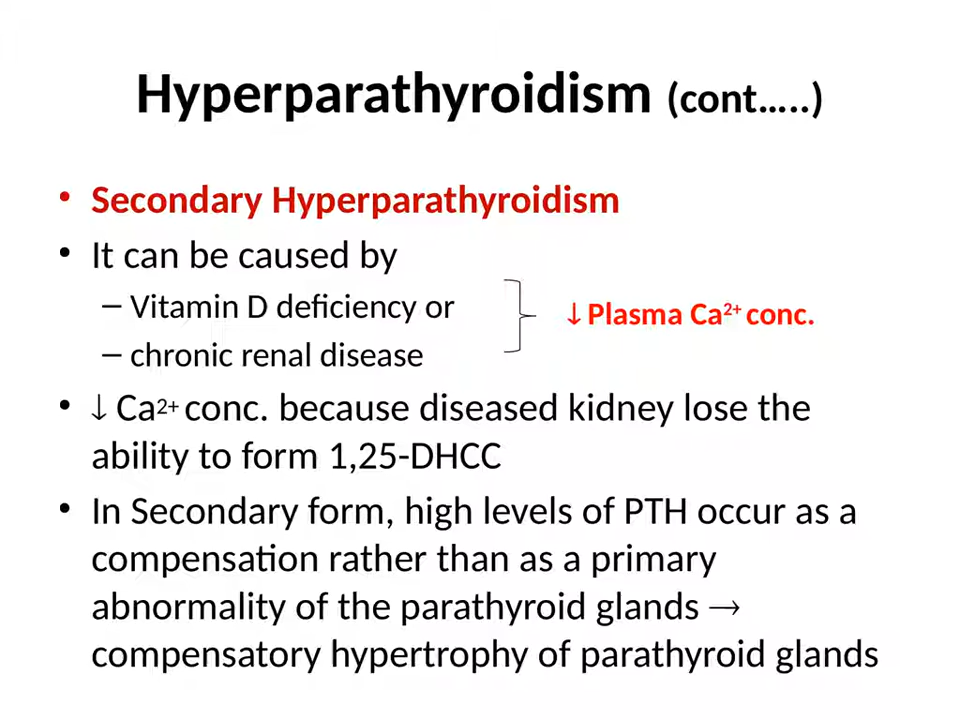 Hyperparathyroidism (cont…..)
• Secondary Hyperparathyroidism
• It can be caused by
– Vitamin D deficiency or
– chronic renal disease
↓ Plasma Ca²⁺ conc.
• ↓ Ca²⁺ conc. because diseased kidney lose the
ability to form 1,25-DHCC
• In Secondary form, high levels of PTH occur as a
compensation rather than as a primary
abnormality of the parathyroid glands →
compensatory hypertrophy of parathyroid glands